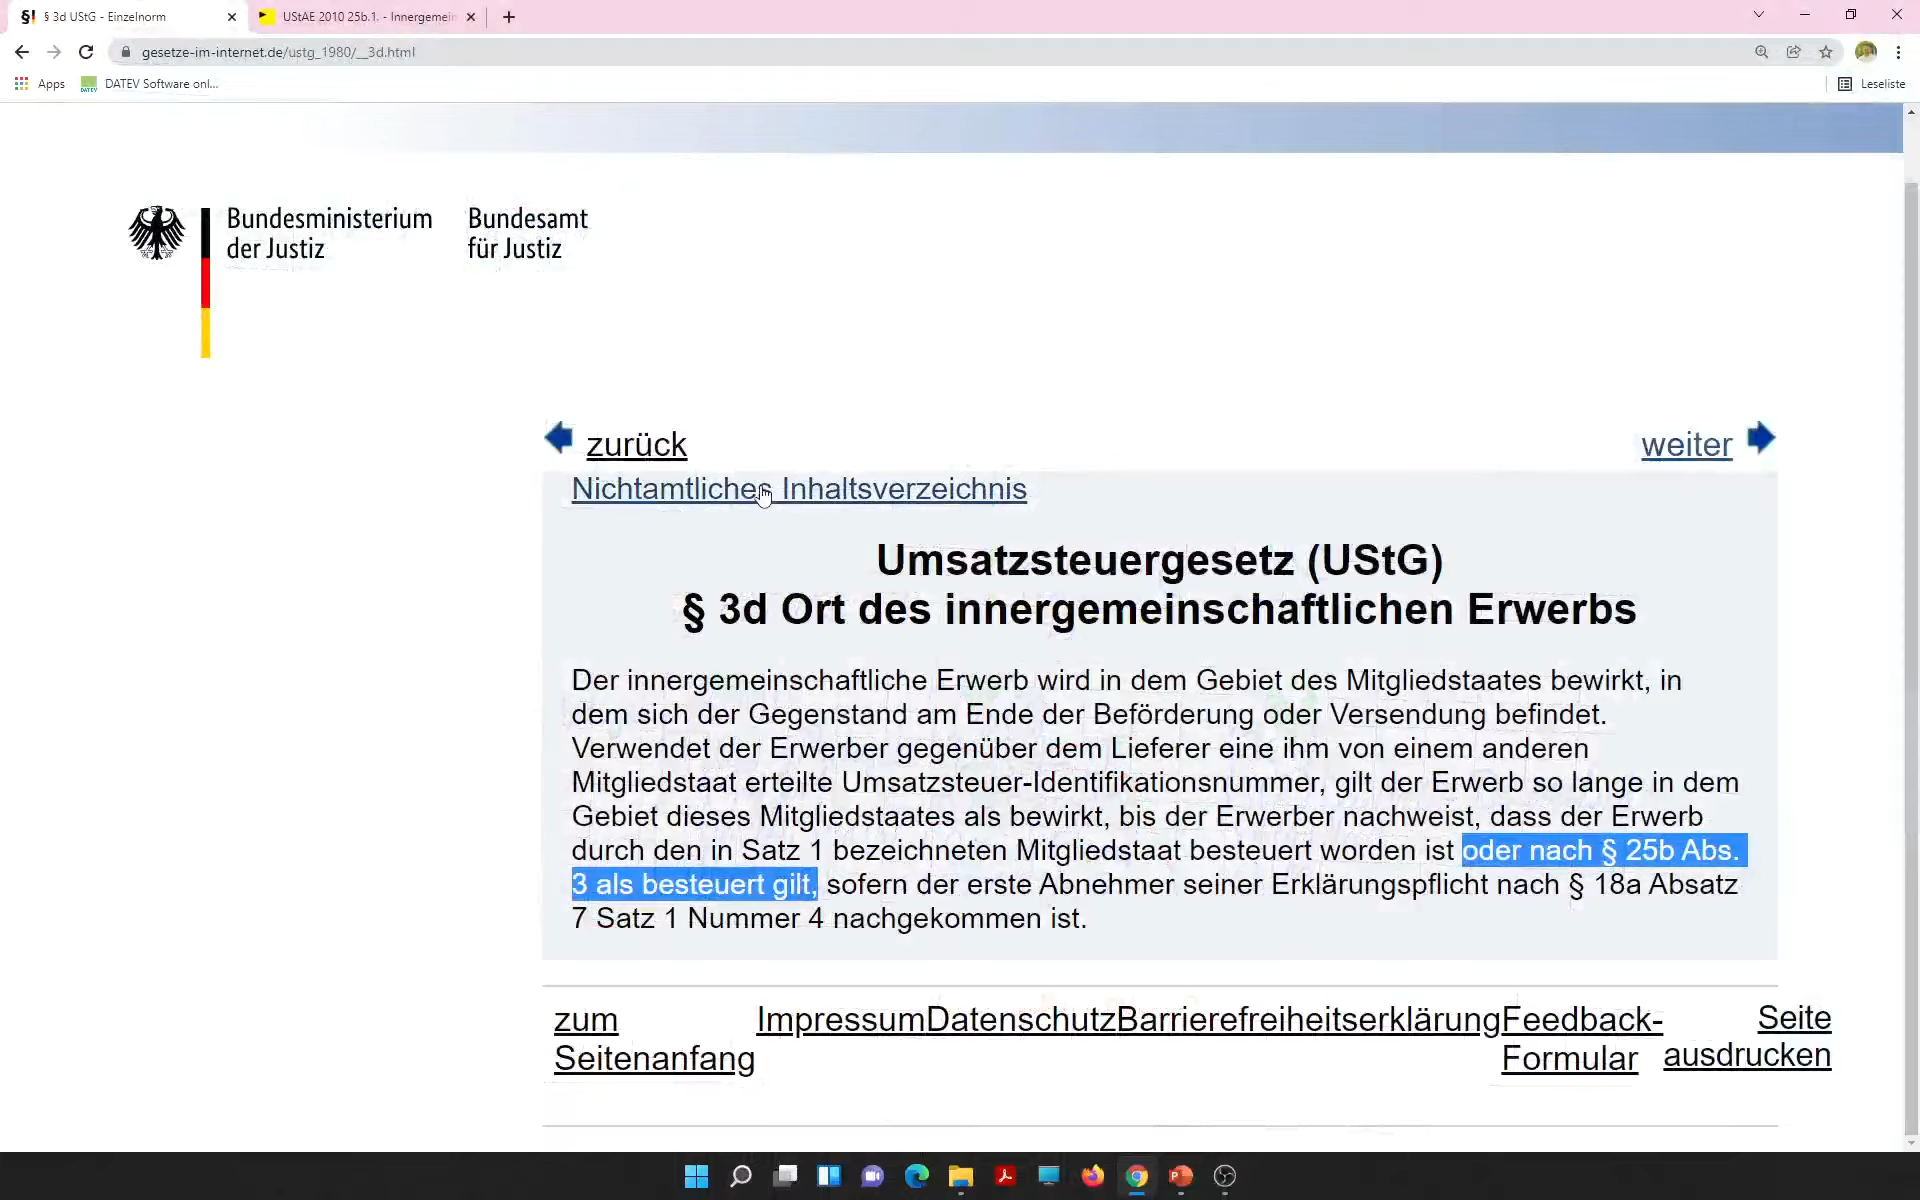 § 3d UStG - Einzelnorm
UStAE 2010 25b.1. - Innergemein
gesetze-im-internet.de/ustg_1980/__3d.html
Apps
DATEV Software onl...
Leseliste
Bundesministerium
der Justiz
Bundesamt
für Justiz
zurück
weiter
Nichtamtliches Inhaltsverzeichnis
Umsatzsteuergesetz (UStG)
§ 3d Ort des innergemeinschaftlichen Erwerbs
Der innergemeinschaftliche Erwerb wird in dem Gebiet des Mitgliedstaates bewirkt, in
dem sich der Gegenstand am Ende der Beförderung oder Versendung befindet.
Verwendet der Erwerber gegenüber dem Lieferer eine ihm von einem anderen
Mitgliedstaat erteilte Umsatzsteuer-Identifikationsnummer, gilt der Erwerb so lange in dem
Gebiet dieses Mitgliedstaates als bewirkt, bis der Erwerber nachweist, dass der Erwerb
durch den in Satz 1 bezeichneten Mitgliedstaat besteuert worden ist oder nach § 25b Abs.
3 als besteuert gilt, sofern der erste Abnehmer seiner Erklärungspflicht nach § 18a Absatz
7 Satz 1 Nummer 4 nachgekommen ist.
zum
Seitenanfang
Impressum
Datenschutz
Barrierefreiheitserklärung
Feedback-
Formular
Seite
ausdrucken